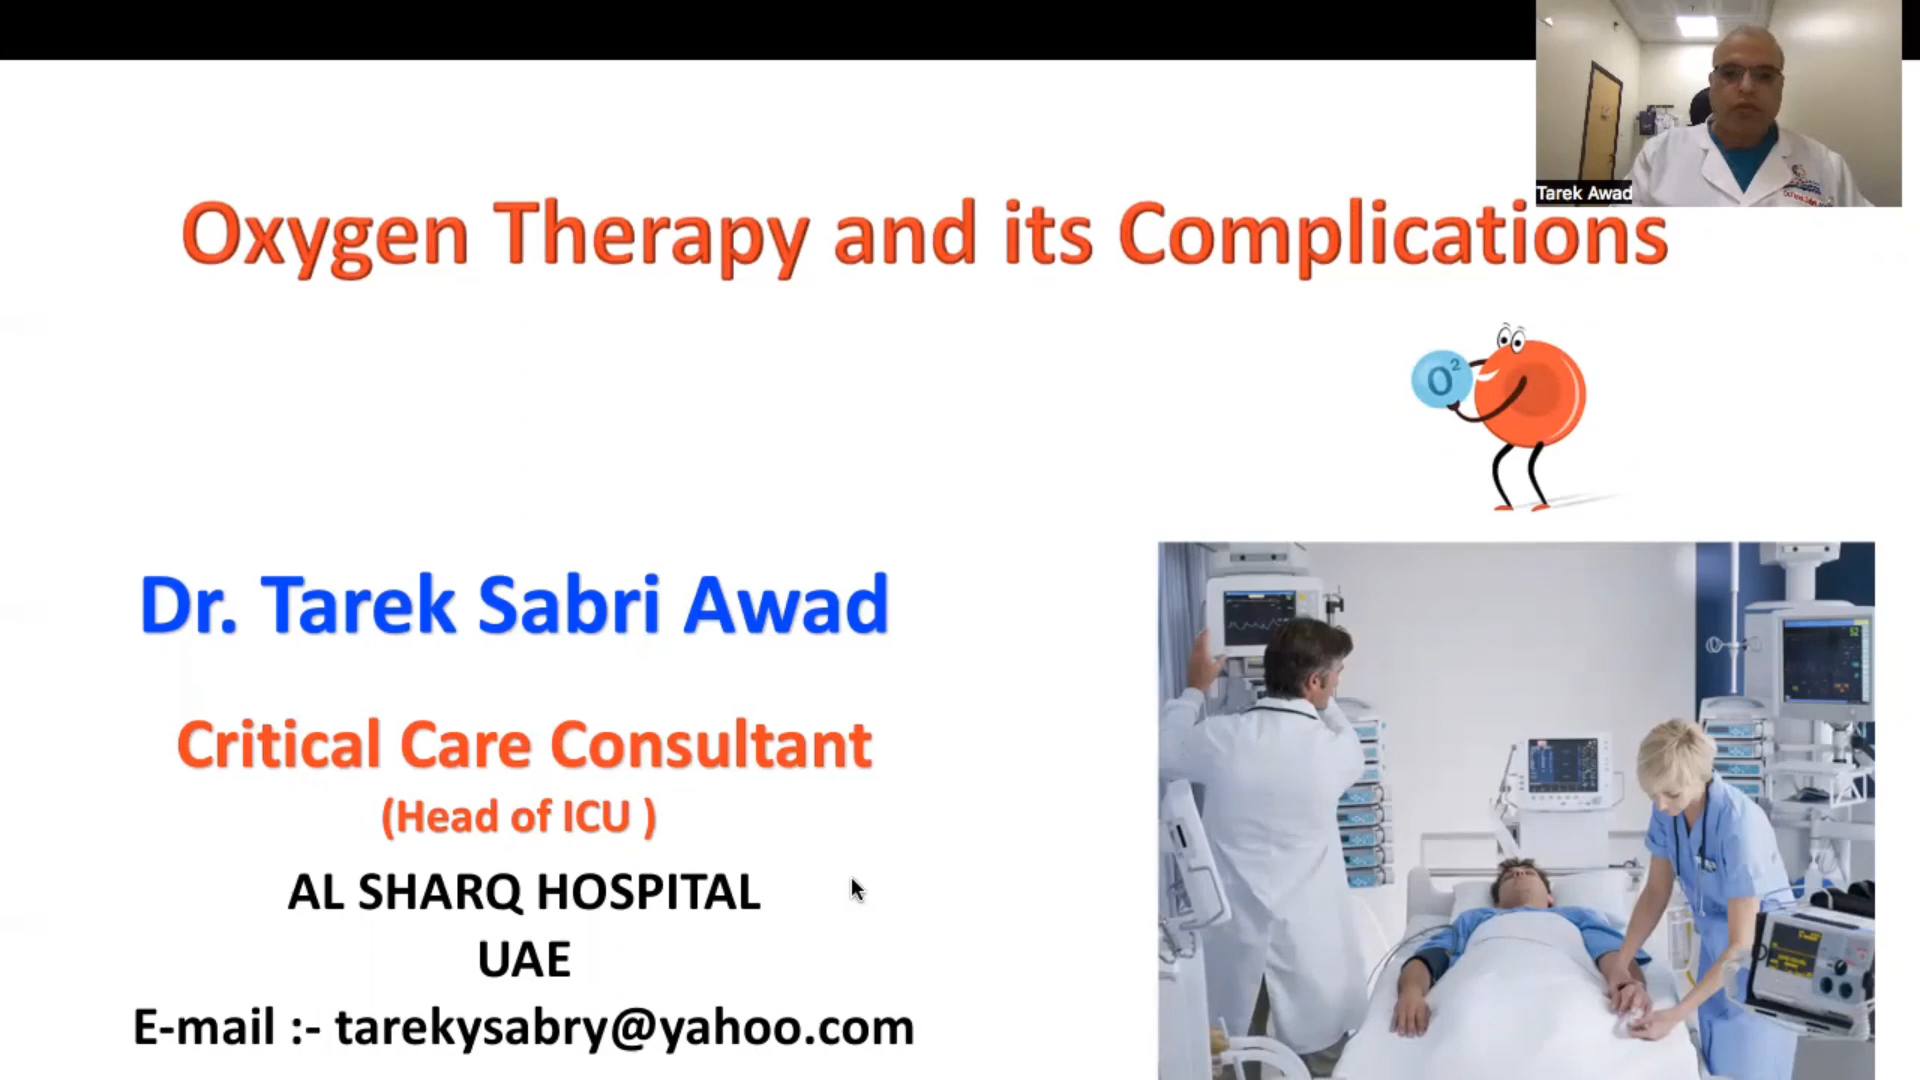 Tarek Awad
Oxygen Therapy and its Complications
O²
Dr. Tarek Sabri Awad
Critical Care Consultant
(Head of ICU )
AL SHARQ HOSPITAL
UAE
E-mail :- tarekysabry@yahoo.com
52